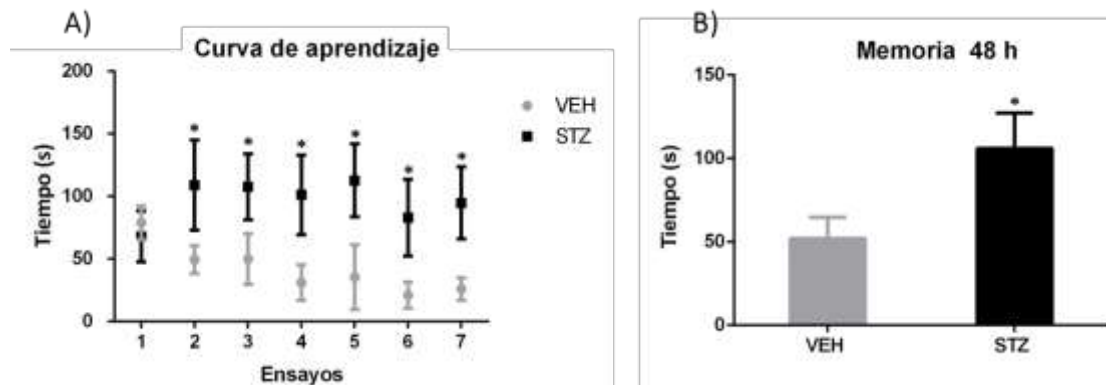 A)
Curva de aprendizaje
200
150
100
50
0
Tiempo (s)
* * * * * *
1 2 3 4 5 6 7
Ensayos
VEH
STZ
B)
Memoria 48 h
150
100
50
0
Tiempo (s)
*
VEH STZ